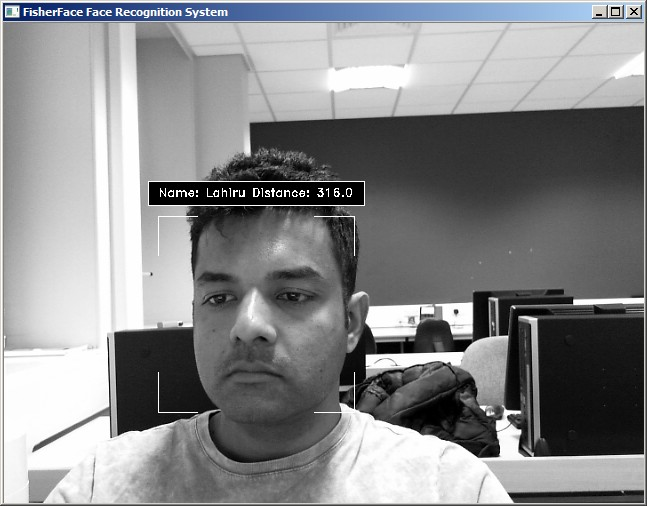 FisherFace Face Recognition System
Name: Lahiru Distance: 316.0